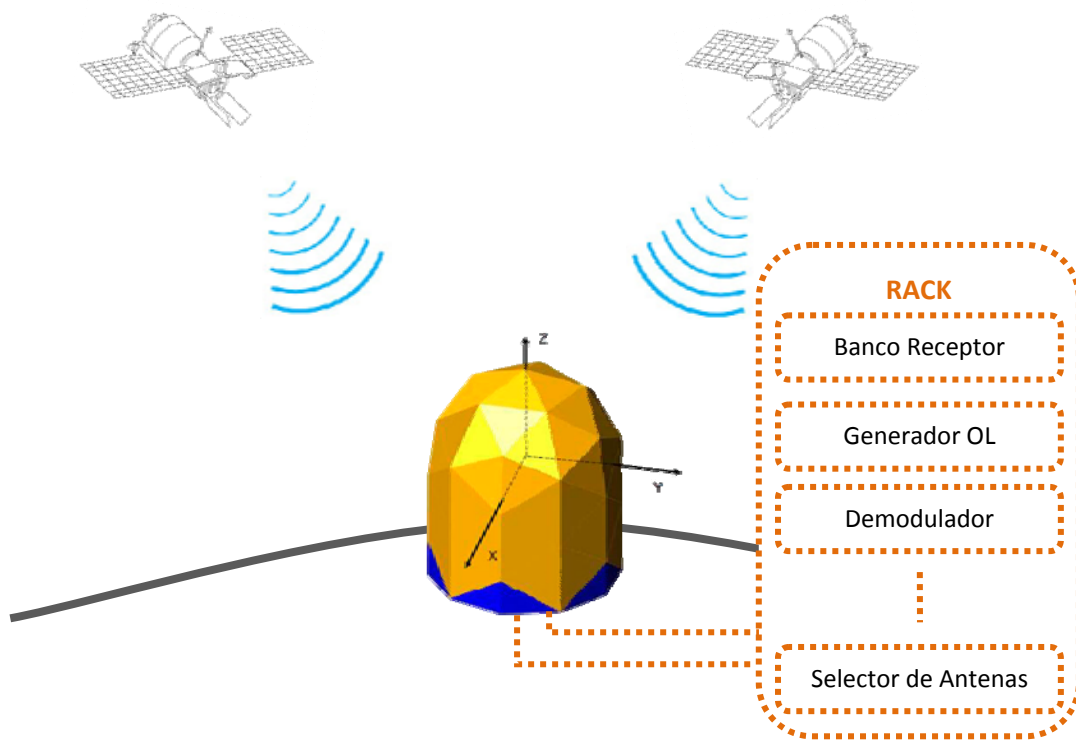 Z
Y
X
RACK
Banco Receptor
Generador OL
Demodulador
Selector de Antenas